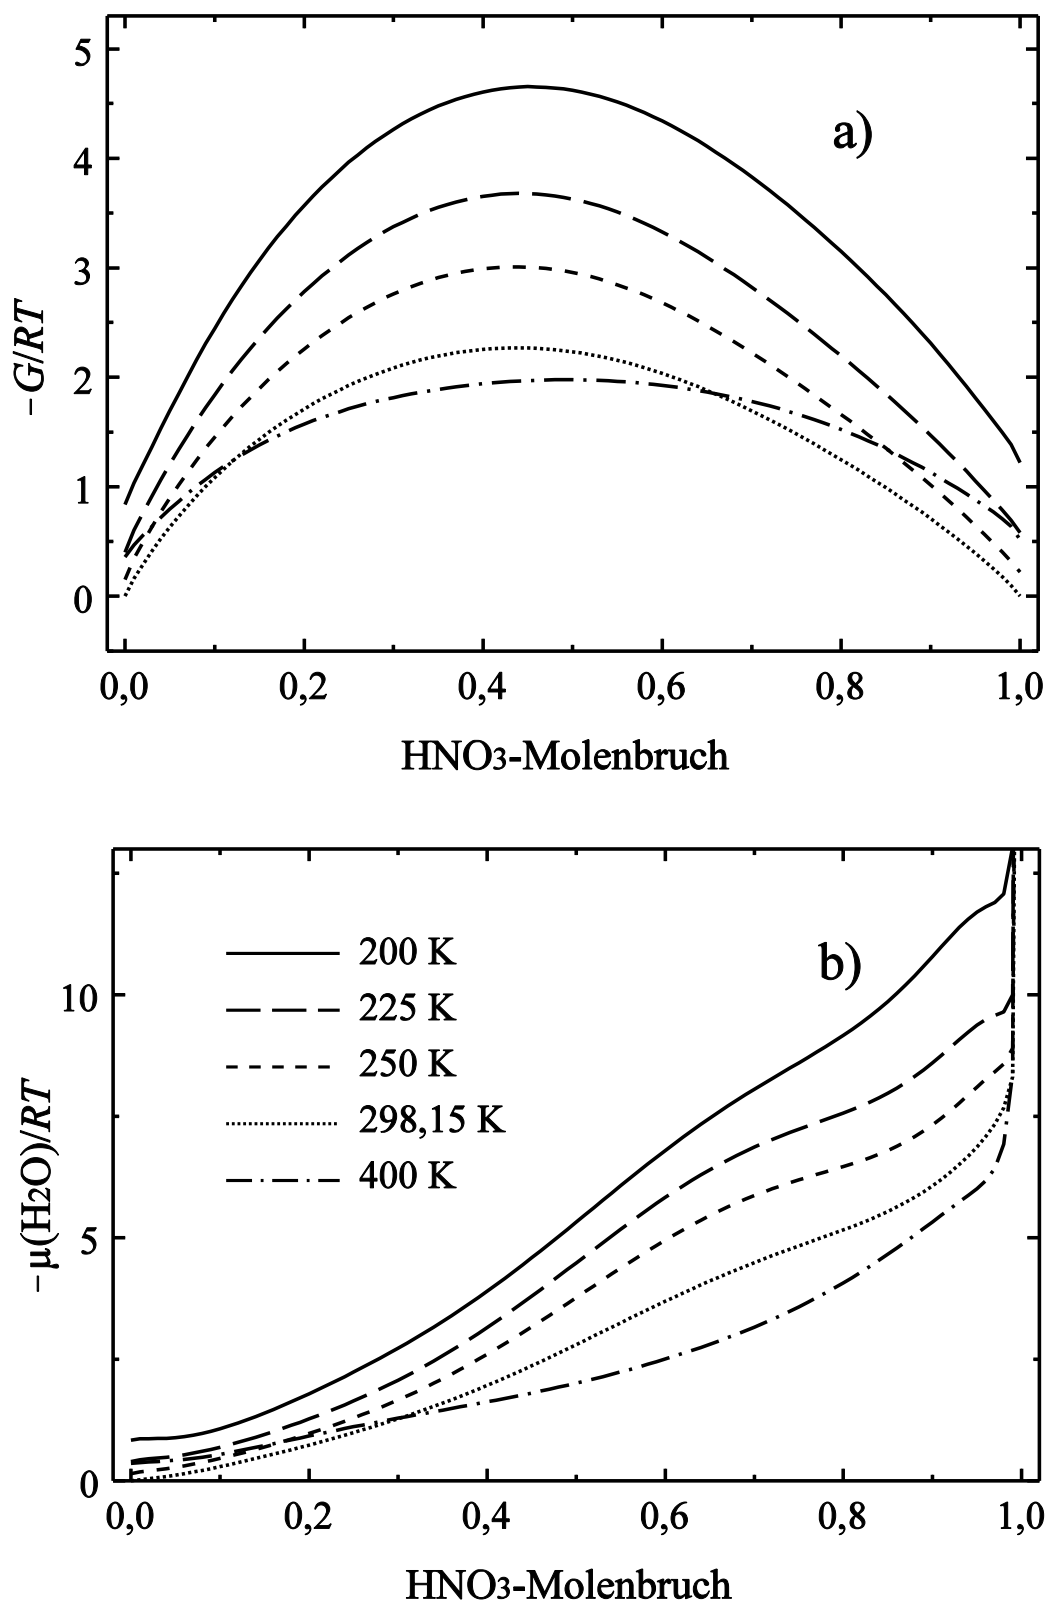 a)
5
4
3
2
1
0
−G/RT
0,0 0,2 0,4 0,6 0,8 1,0
HNO3-Molenbruch
b)
200 K
225 K
250 K
298,15 K
400 K
10
5
0
−μ(H2O)/RT
0,0 0,2 0,4 0,6 0,8 1,0
HNO3-Molenbruch